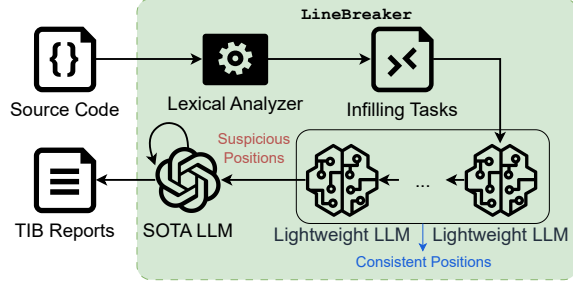 LineBreaker
{}
Source Code
Lexical Analyzer
Infilling Tasks
Suspicious
Positions
...
TIB Reports
SOTA LLM
Lightweight LLM
Lightweight LLM
Consistent Positions